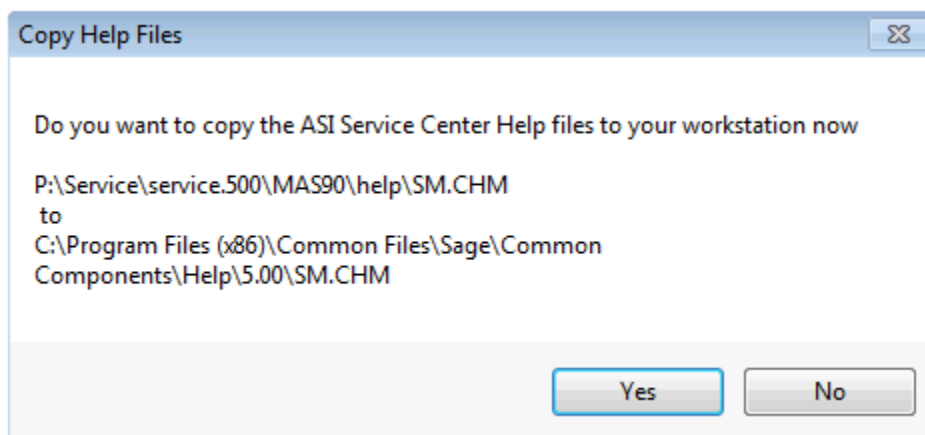 Copy Help Files
Do you want to copy the ASI Service Center Help files to your workstation now
P:\Service\service.500\MAS90\help\SM.CHM
to
C:\Program Files (x86)\Common Files\Sage\Common
Components\Help\5.00\SM.CHM
Yes
No